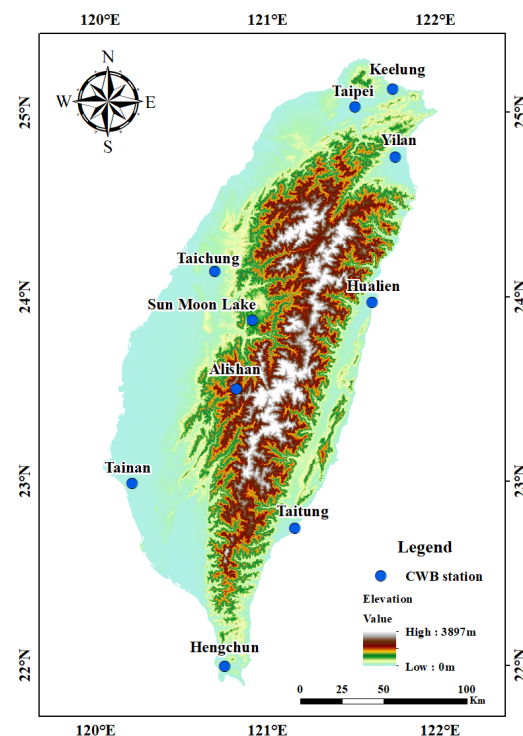 120°E 121°E 122°E
N
W E
S
Keelung
Taipei
25°N 25°N
Yilan
Taichung
24°N 24°N
Hualien
Sun Moon Lake
Alishan
Tainan
23°N 23°N
Taitung
Legend
CWB station
Elevation
Value
High : 3897m
Low : 0m
Hengchun
22°N 22°N
0 25 50 100
Km
120°E 121°E 122°E